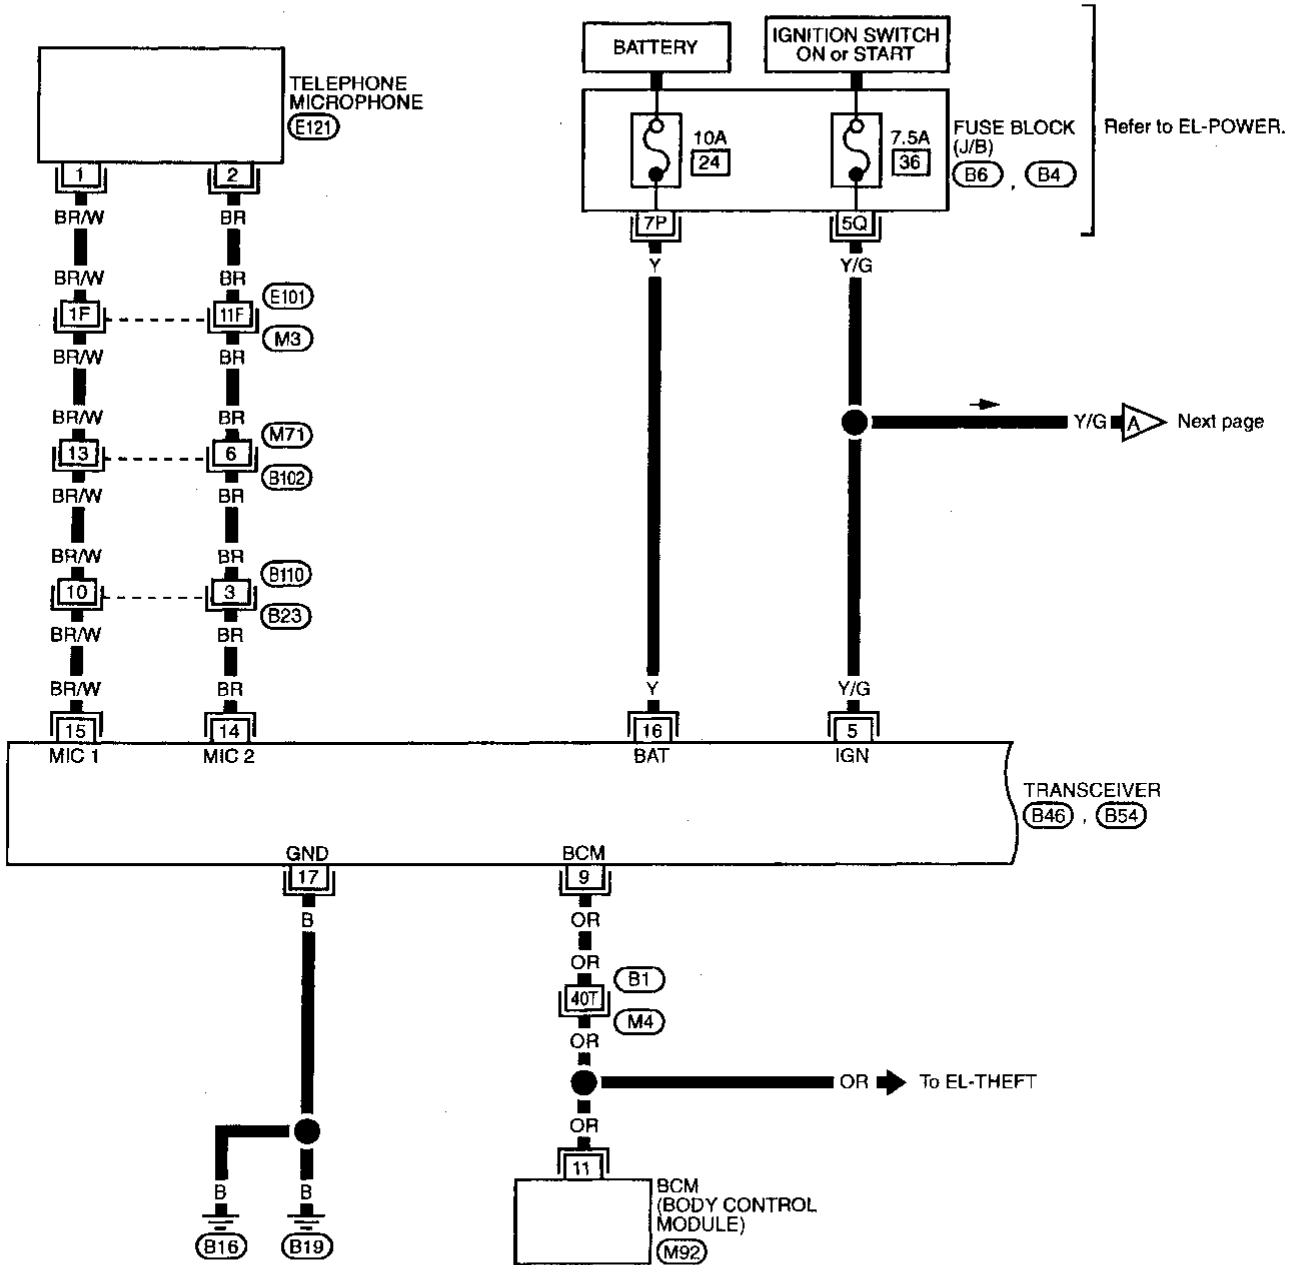 BATTERY
IGNITION SWITCH
ON or START
TELEPHONE
MICROPHONE
E121
10A
24
7.5A
36
FUSE BLOCK
(J/B)
B6 , B4
Refer to EL-POWER.
1
2
7P
5Q
BR/W
BR
Y
Y/G
BR/W
BR
1F
11F
E101
M3
BR/W
BR
BR/W
BR
13
6
M71
B102
Y/G
A
Next page
BR/W
BR
BR/W
BR
10
3
B110
B23
BR/W
BR
BR/W
BR
Y
Y/G
15
14
16
5
MIC 1
MIC 2
BAT
IGN
TRANSCEIVER
B46 , B54
GND
BCM
17
9
B
OR
OR
40T
B1
M4
OR
OR
To EL-THEFT
OR
11
B
B
B16
B19
BCM
(BODY CONTROL
MODULE)
M92